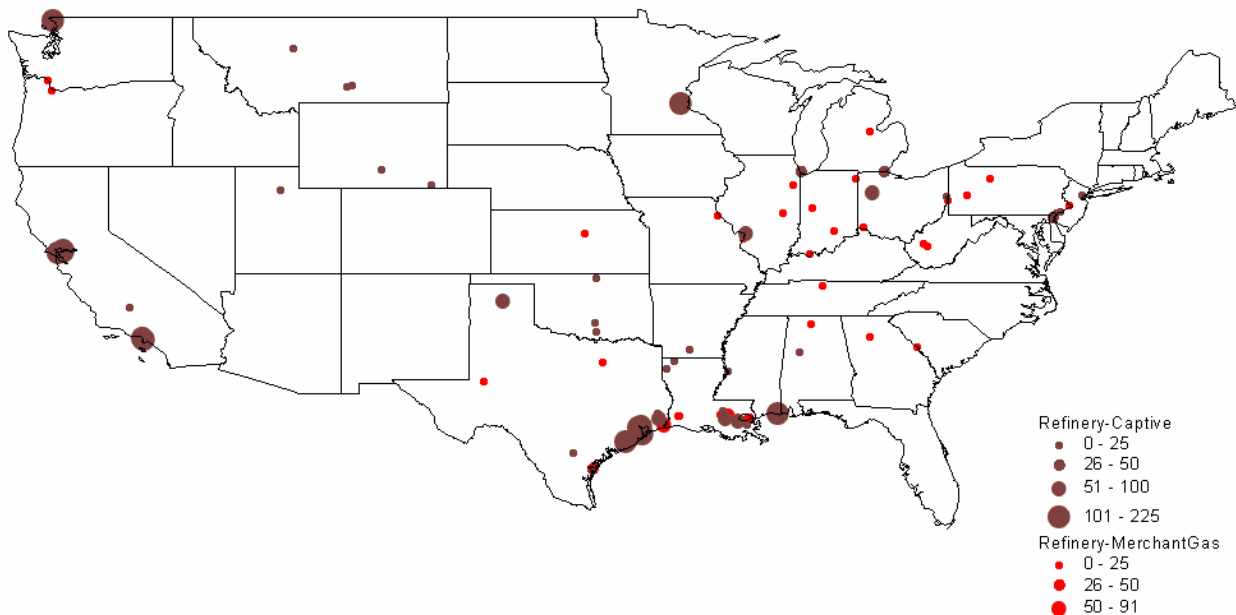 Refinery-Captive
0 - 25
26 - 50
51 - 100
101 - 225
Refinery-MerchantGas
0 - 25
26 - 50
50 - 91